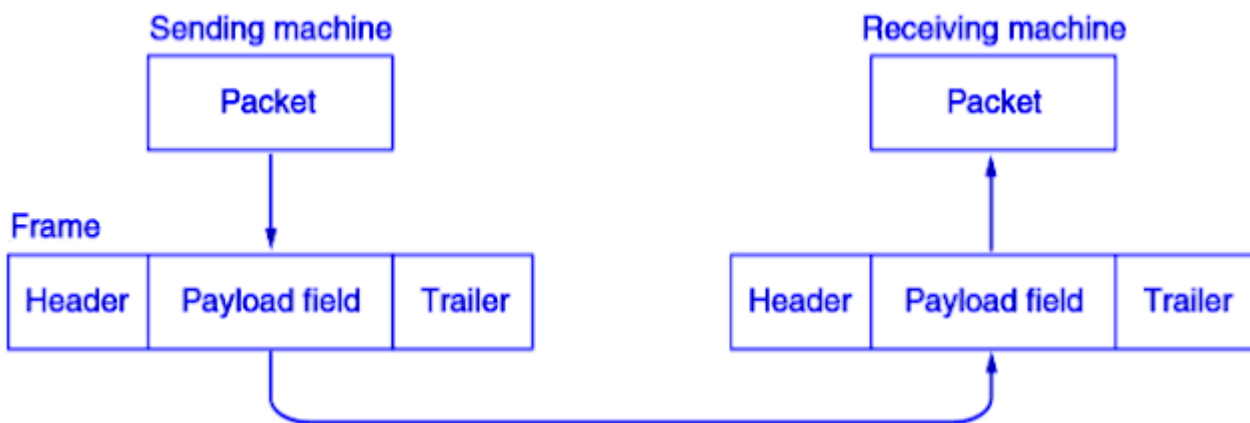 Sending machine
Receiving machine
Packet
Packet
Frame
Header
Payload field
Trailer
Header
Payload field
Trailer